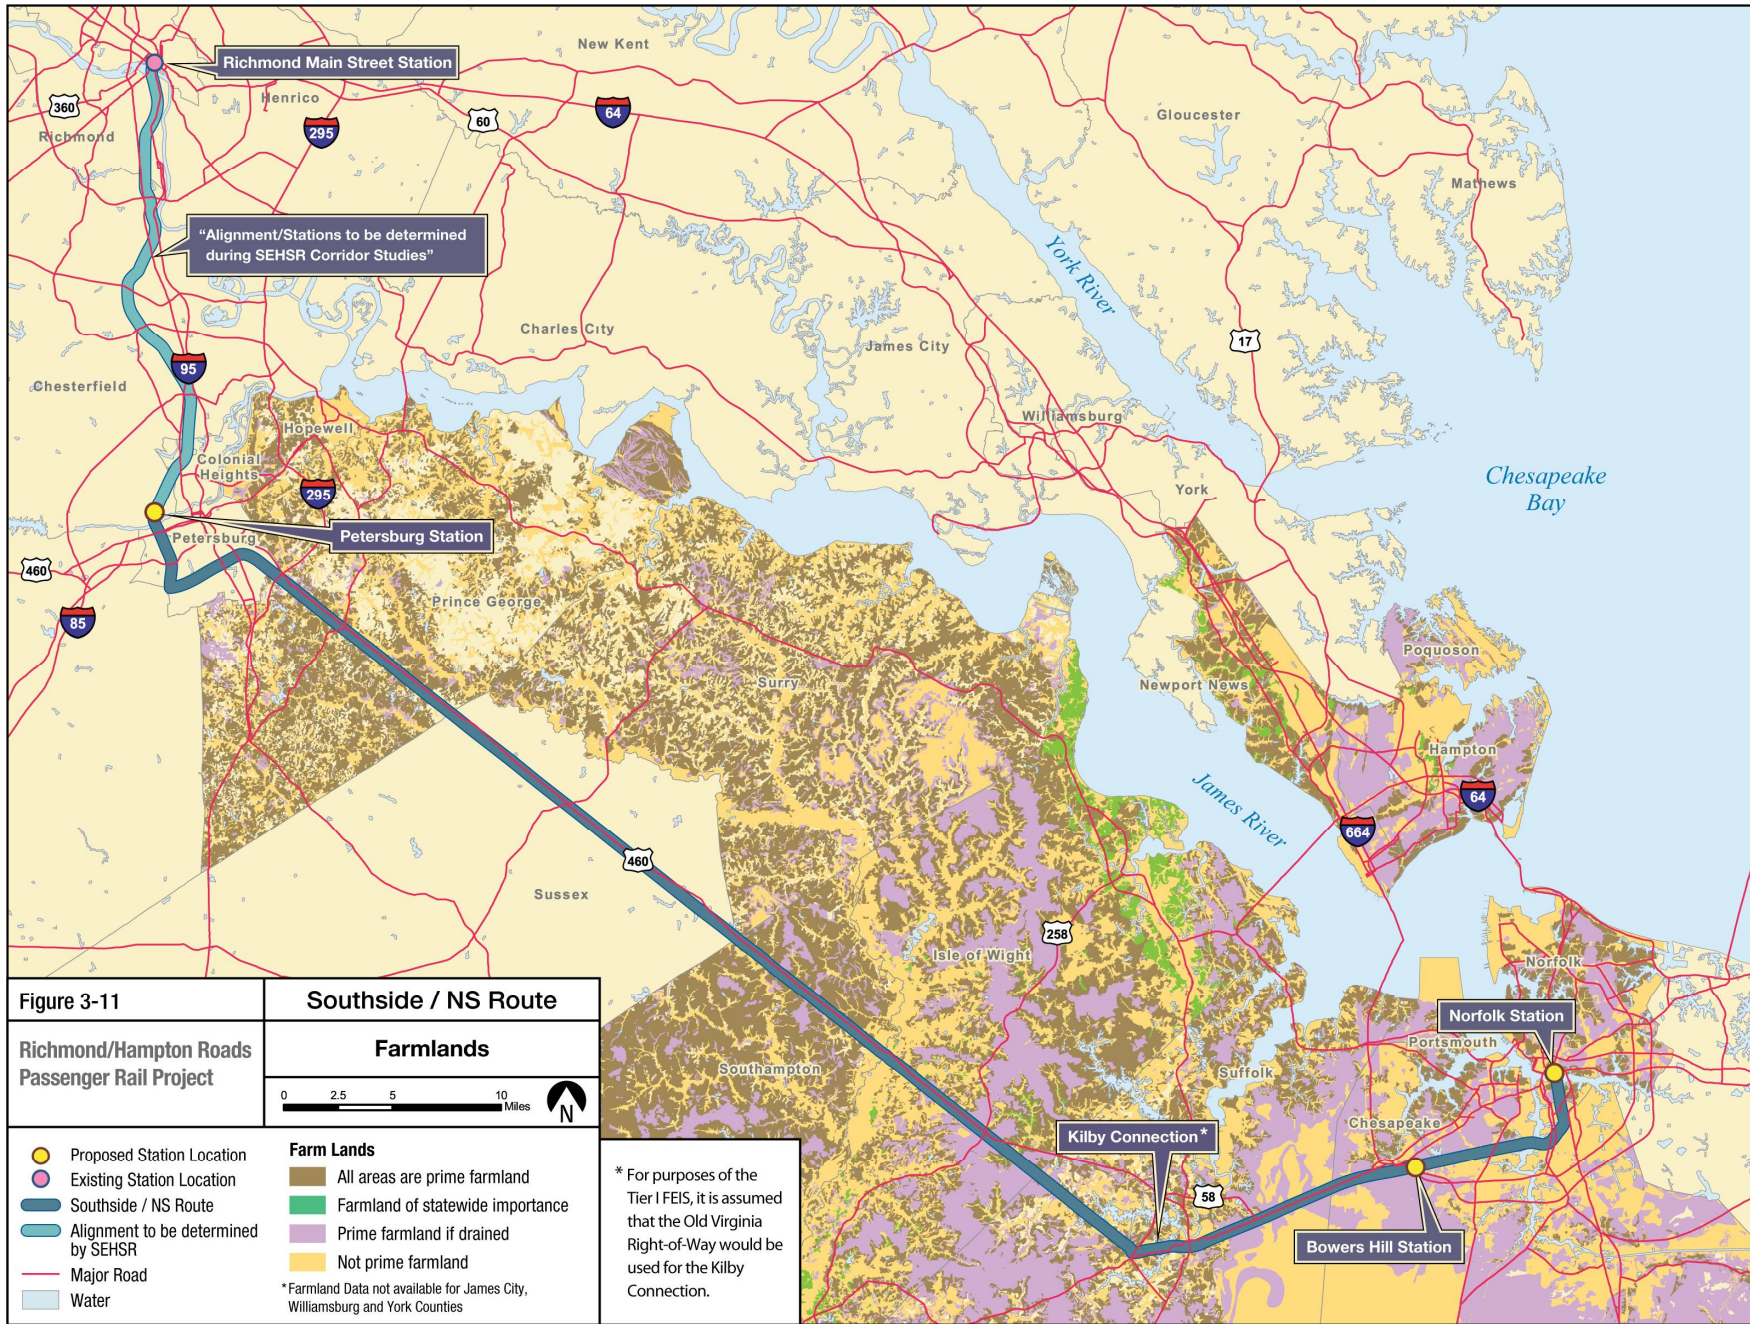 New Kent
Richmond Main Street Station
Henrico
360
Richmond
295
60
64
Gloucester
Mathews
"Alignment/Stations to be determined
during SEHSR Corridor Studies"
York River
Charles City
James City
17
95
Chesterfield
Hopewell
Williamsburg
Colonial
Heights
295
York
Chesapeake
Bay
Petersburg Station
Petersburg
460
85
Prince George
Poquoson
Surry
Newport News
Hampton
James River
64
664
460
Sussex
258
Isle of Wight
Norfolk
Norfolk Station
Portsmouth
Southampton
Suffolk
Chesapeake
Kilby Connection*
58
Bowers Hill Station
Figure 3-11
Southside / NS Route
Richmond/Hampton Roads
Passenger Rail Project
Farmlands
0 2.5 5 10
Miles
N
Proposed Station Location
Existing Station Location
Southside / NS Route
Alignment to be determined
by SEHSR
Major Road
Water
Farm Lands
All areas are prime farmland
Farmland of statewide importance
Prime farmland if drained
Not prime farmland
*Farmland Data not available for James City,
Williamsburg and York Counties
* For purposes of the
Tier I FEIS, it is assumed
that the Old Virginia
Right-of-Way would be
used for the Kilby
Connection.